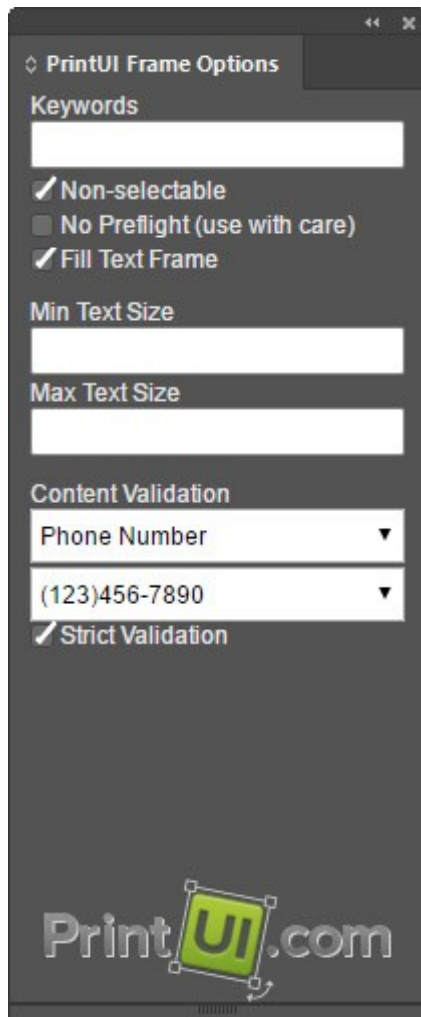 PrintUI Frame Options
Keywords
Non-selectable
No Preflight (use with care)
Fill Text Frame
Min Text Size
Max Text Size
Content Validation
Phone Number
(123)456-7890
Strict Validation
PrintUI.com